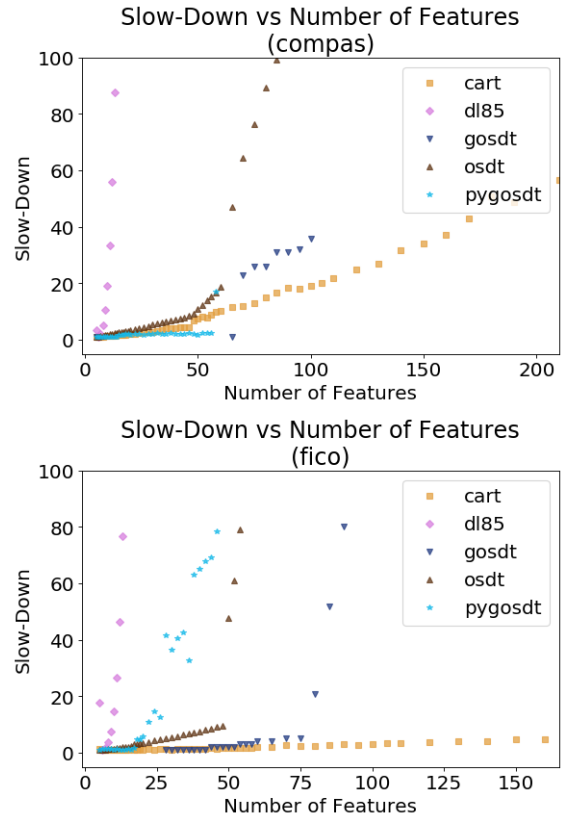 Slow-Down vs Number of Features
(compas)
100
80
60
40
20
0
Slow-Down
cart
dl85
gosdt
osdt
pygosdt
0
50
100
150
200
Number of Features
Slow-Down vs Number of Features
(fico)
100
80
60
40
20
0
Slow-Down
cart
dl85
gosdt
osdt
pygosdt
0
25
50
75
100
125
150
Number of Features